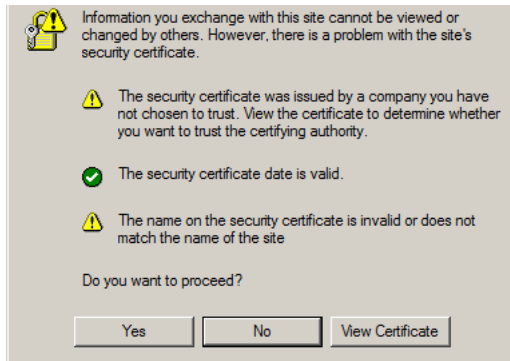 Information you exchange with this site cannot be viewed or
changed by others. However, there is a problem with the site's
security certificate.
The security certificate was issued by a company you have
not chosen to trust. View the certificate to determine whether
you want to trust the certifying authority.
The security certificate date is valid.
The name on the security certificate is invalid or does not
match the name of the site
Do you want to proceed?
Yes No View Certificate